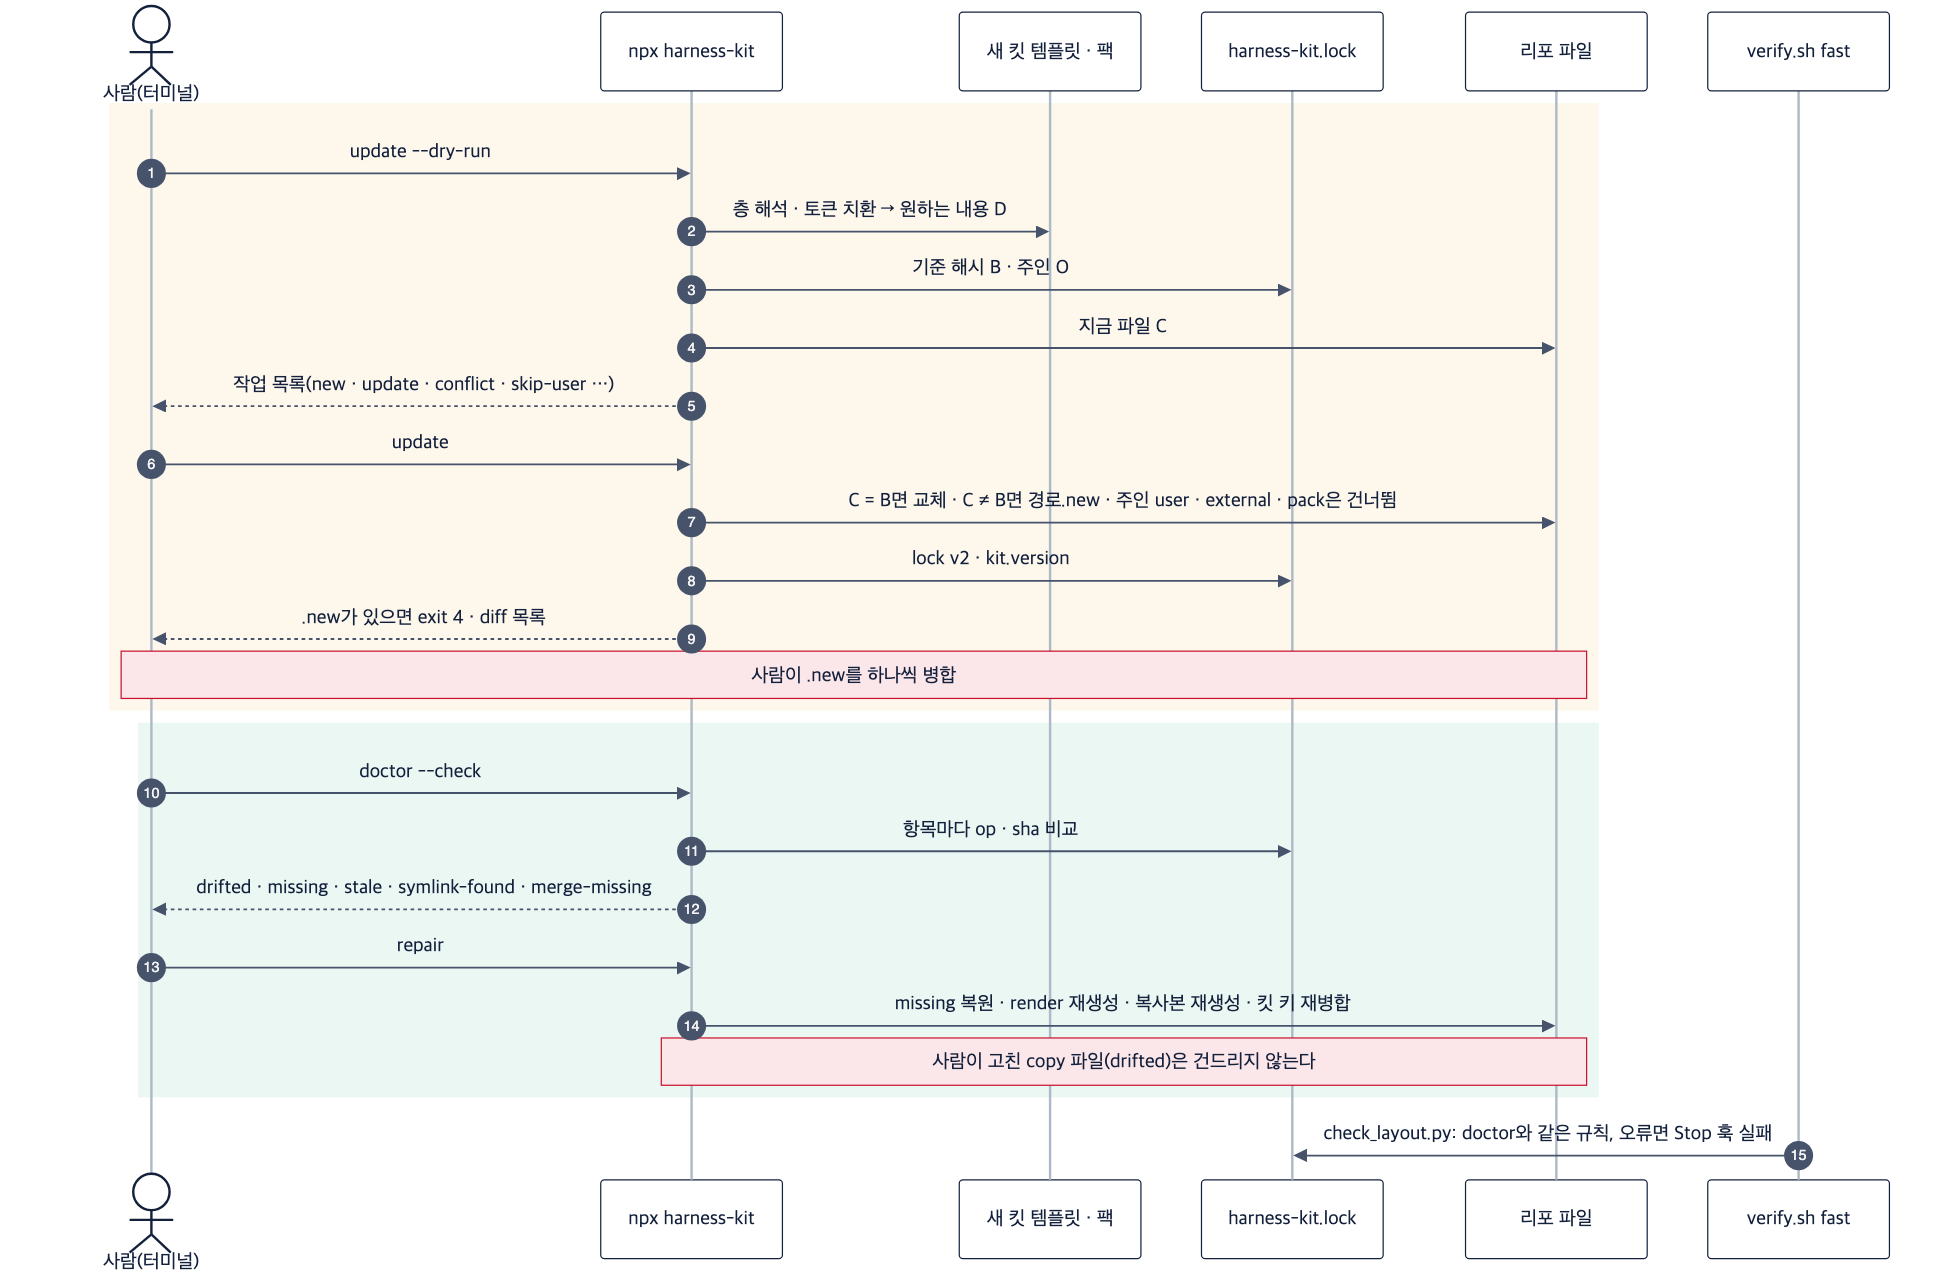 사람(터미널)
npx harness-kit
새 킷 템플릿 · 팩
harness-kit.lock
리포 파일
verify.sh fast
update --dry-run
1
층 해석 · 토큰 치환 → 원하는 내용 D
2
기준 해시 B · 주인 O
3
지금 파일 C
4
작업 목록(new · update · conflict · skip-user ⋯)
5
update
6
C = B면 교체 · C ≠ B면 경로.new · 주인 user · external · pack은 건너뜀
7
lock v2 · kit.version
8
.new가 있으면 exit 4 · diff 목록
9
사람이 .new를 하나씩 병합
doctor --check
10
항목마다 op · sha 비교
11
drifted · missing · stale · symlink-found · merge-missing
12
repair
13
missing 복원 · render 재생성 · 복사본 재생성 · 킷 키 재병합
14
사람이 고친 copy 파일(drifted)은 건드리지 않는다
check_layout.py: doctor와 같은 규칙, 오류면 Stop 훅 실패
15
사람(터미널)
npx harness-kit
새 킷 템플릿 · 팩
harness-kit.lock
리포 파일
verify.sh fast